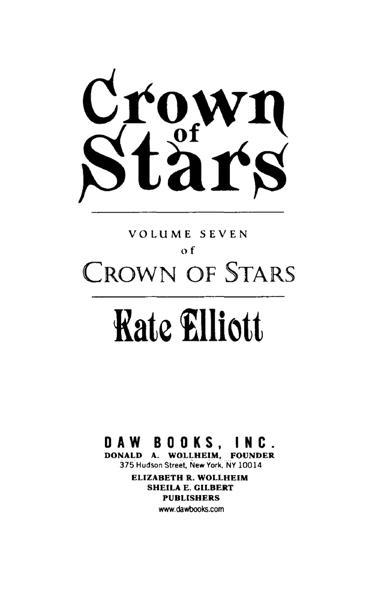 Crown
of
Stars
VOLUME SEVEN
of
CROWN OF STARS
Kate Elliott
DAW BOOKS, INC.
DONALD A. WOLLHEIM, FOUNDER
375 Hudson Street, New York, NY 10014
ELIZABETH R. WOLLHEIM
SHEILA E. GILBERT
PUBLISHERS
www.dawbooks.com